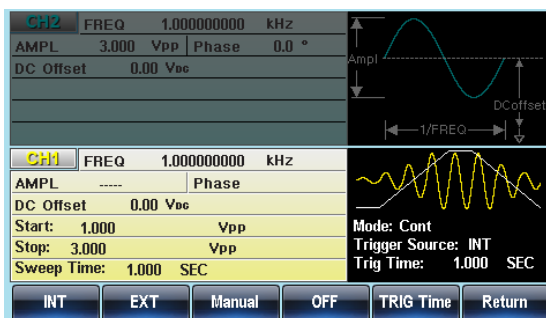 CH2 FREQ 1.000000000 kHz
AMPL 3.000 Vpp Phase 0.0 °
DC Offset 0.00 VDC
Ampl
DCoffset
1/FREQ
CH1 FREQ 1.000000000 kHz
AMPL ----- Phase
DC Offset 0.00 VDC
Start: 1.000 Vpp
Stop: 3.000 Vpp
Sweep Time: 1.000 SEC
Mode: Cont
Trigger Source: INT
Trig Time: 1.000 SEC
INT EXT Manual OFF TRIG Time Return